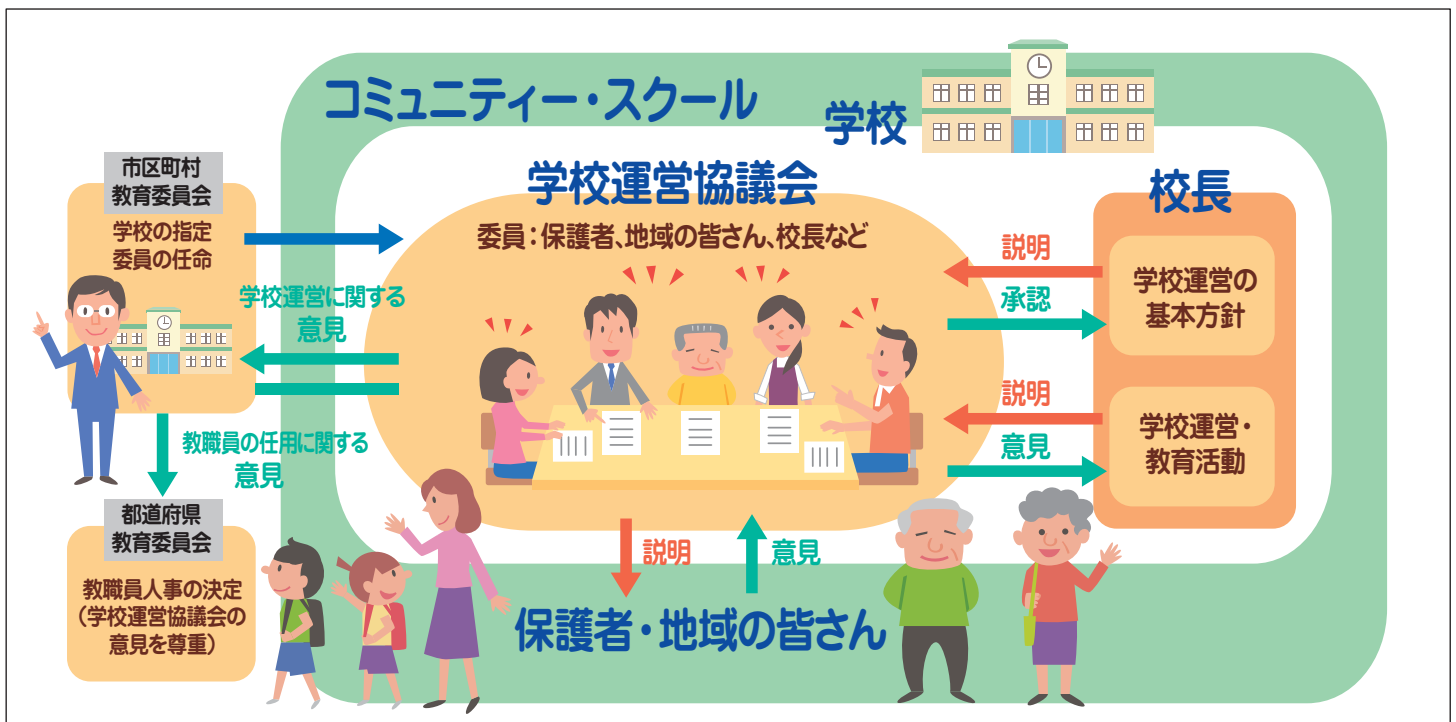 コミュニティー・スクール
学校
市区町村
教育委員会
学校の指定
委員の任命
学校運営に関する
意見
教職員の任用に関する
意見
都道府県
教育委員会
教職員人事の決定
（学校運営協議会の
意見を尊重）
学校運営協議会
委員：保護者、地域の皆さん、校長など
説明
承認
説明
意見
校長
学校運営の
基本方針
学校運営・
教育活動
説明
意見
保護者・地域の皆さん